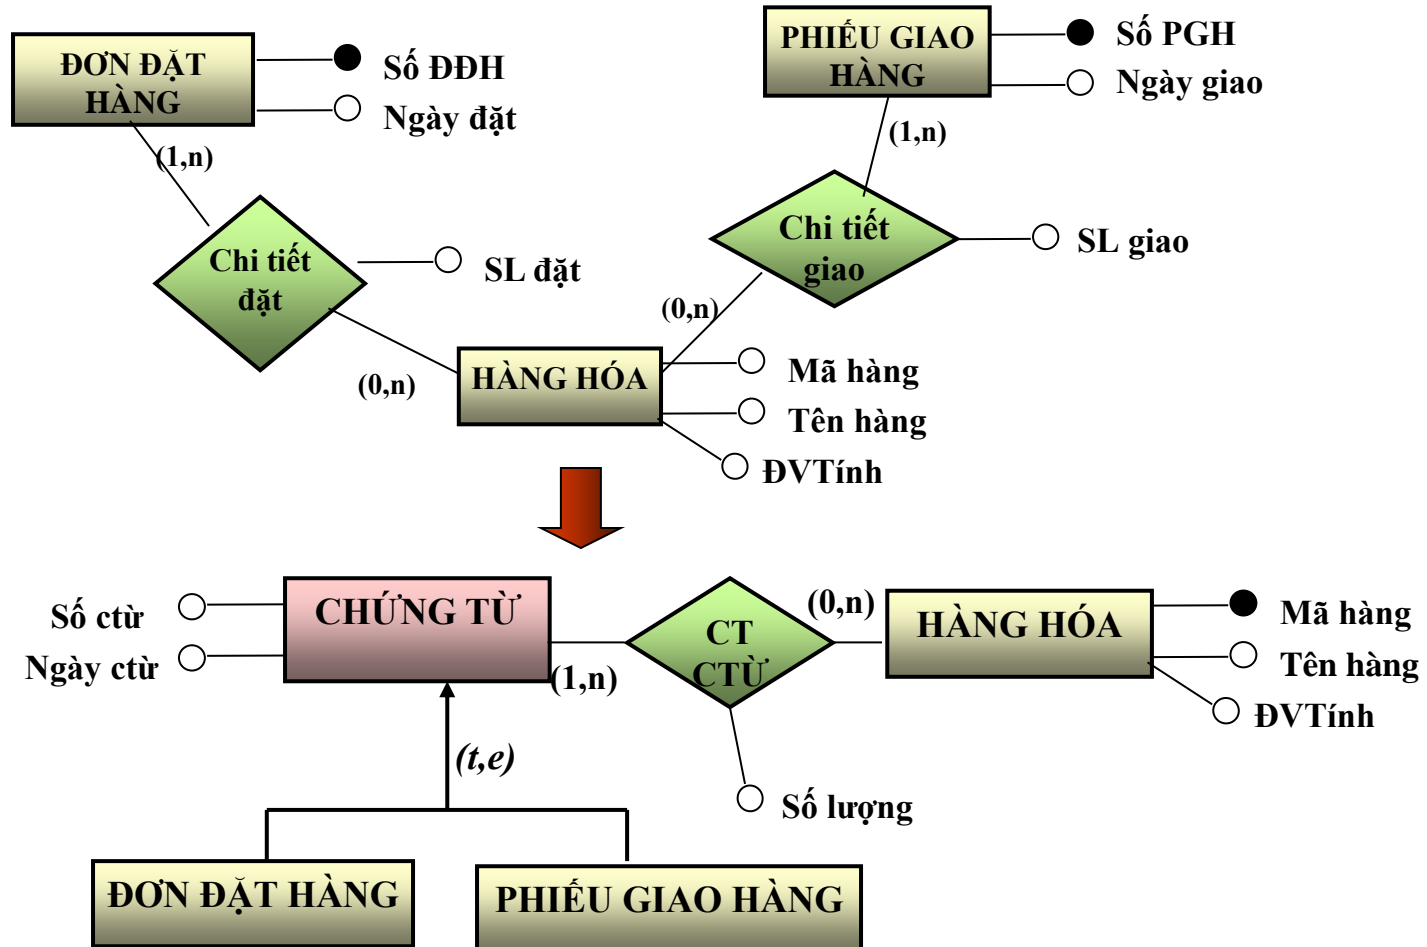 ĐƠN ĐẶT
HÀNG
Số ĐĐH
Ngày đặt
(1,n)
PHIẾU GIAO
HÀNG
Số PGH
Ngày giao
(1,n)
Chi tiết
đặt
SL đặt
Chi tiết
giao
SL giao
(0,n)
(0,n)
HÀNG HÓA
Mã hàng
Tên hàng
ĐVTính
Số ctừ
Ngày ctừ
CHỨNG TỪ
(1,n)
CT
CTỪ
(0,n)
HÀNG HÓA
Mã hàng
Tên hàng
ĐVTính
(t,e)
Số lượng
ĐƠN ĐẶT HÀNG
PHIẾU GIAO HÀNG